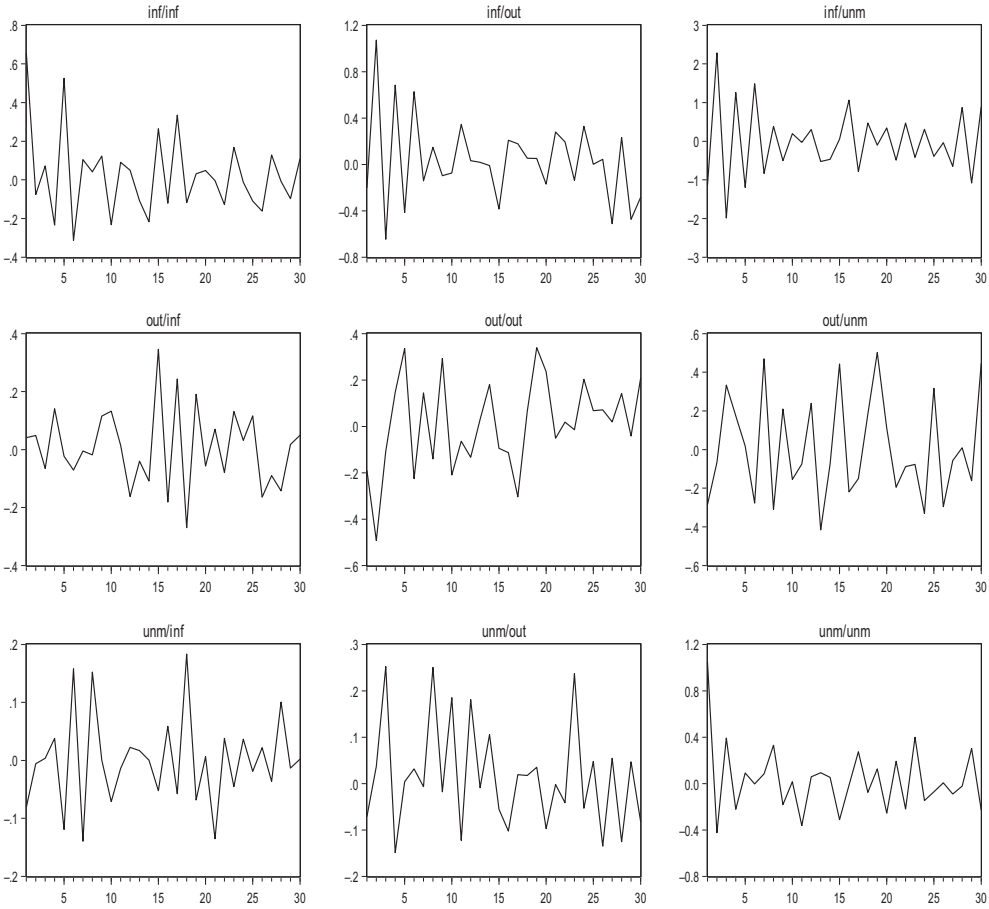 inf/inf inf/out inf/unm
.8 1.2 3
.6 0.8 2
.4 0.4 1
.2 0.0 0
.0 –0.4 –1
–.2 –0.8 –2
–.4 –3
5 10 15 20 25 30 5 10 15 20 25 30 5 10 15 20 25 30
out/inf out/out out/unm
.4 .4 .6
.2 .2 .4
.0 .0 .2
–.2 –.2 .0
–.4 –.4 –.2
–.6 –.4
–.6
5 10 15 20 25 30 5 10 15 20 25 30 5 10 15 20 25 30
unm/inf unm/out unm/unm
.2 .3 1.2
.1 .2 0.8
.0 .1 0.4
–.1 .0 0.0
–.2 –.1 –0.4
–.2 –0.8
5 10 15 20 25 30 5 10 15 20 25 30 5 10 15 20 25 30